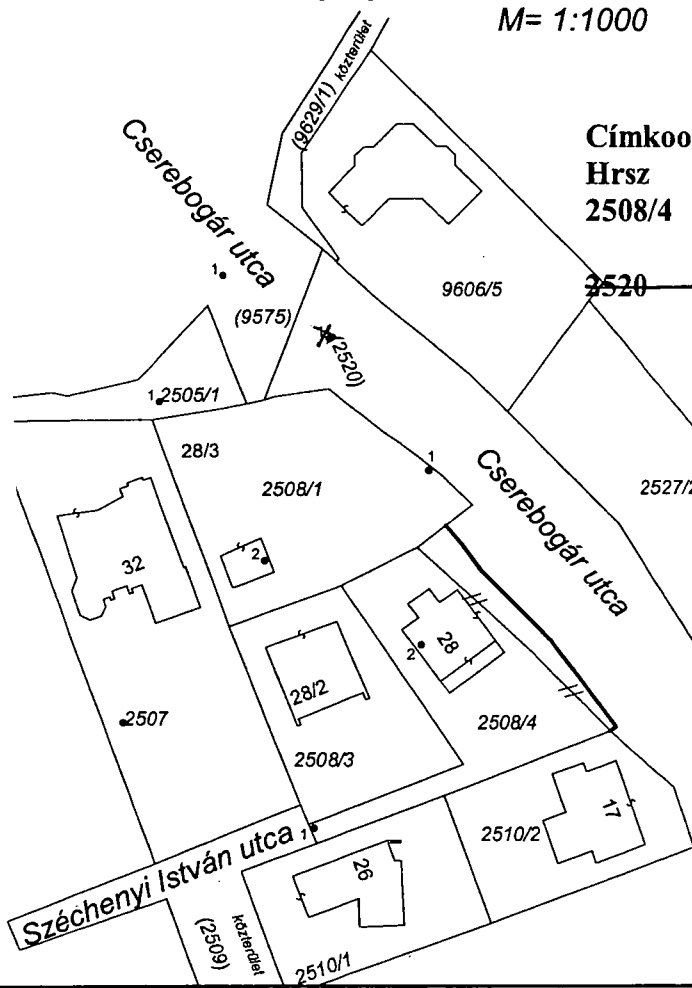 M= 1:1000
(9629/1) közterület
Címkoo
Hrsz
2508/4
2520
Cserebogár utca
1
9606/5
(9575)
(2520)
1 2505/1
28/3
1
2508/1
Cserebogár utca
2527/2
32
2
28
2
28/2
2507
2508/4
2508/3
17
2510/2
Széchenyi István utca 1
26
(2509) közterület
2510/1